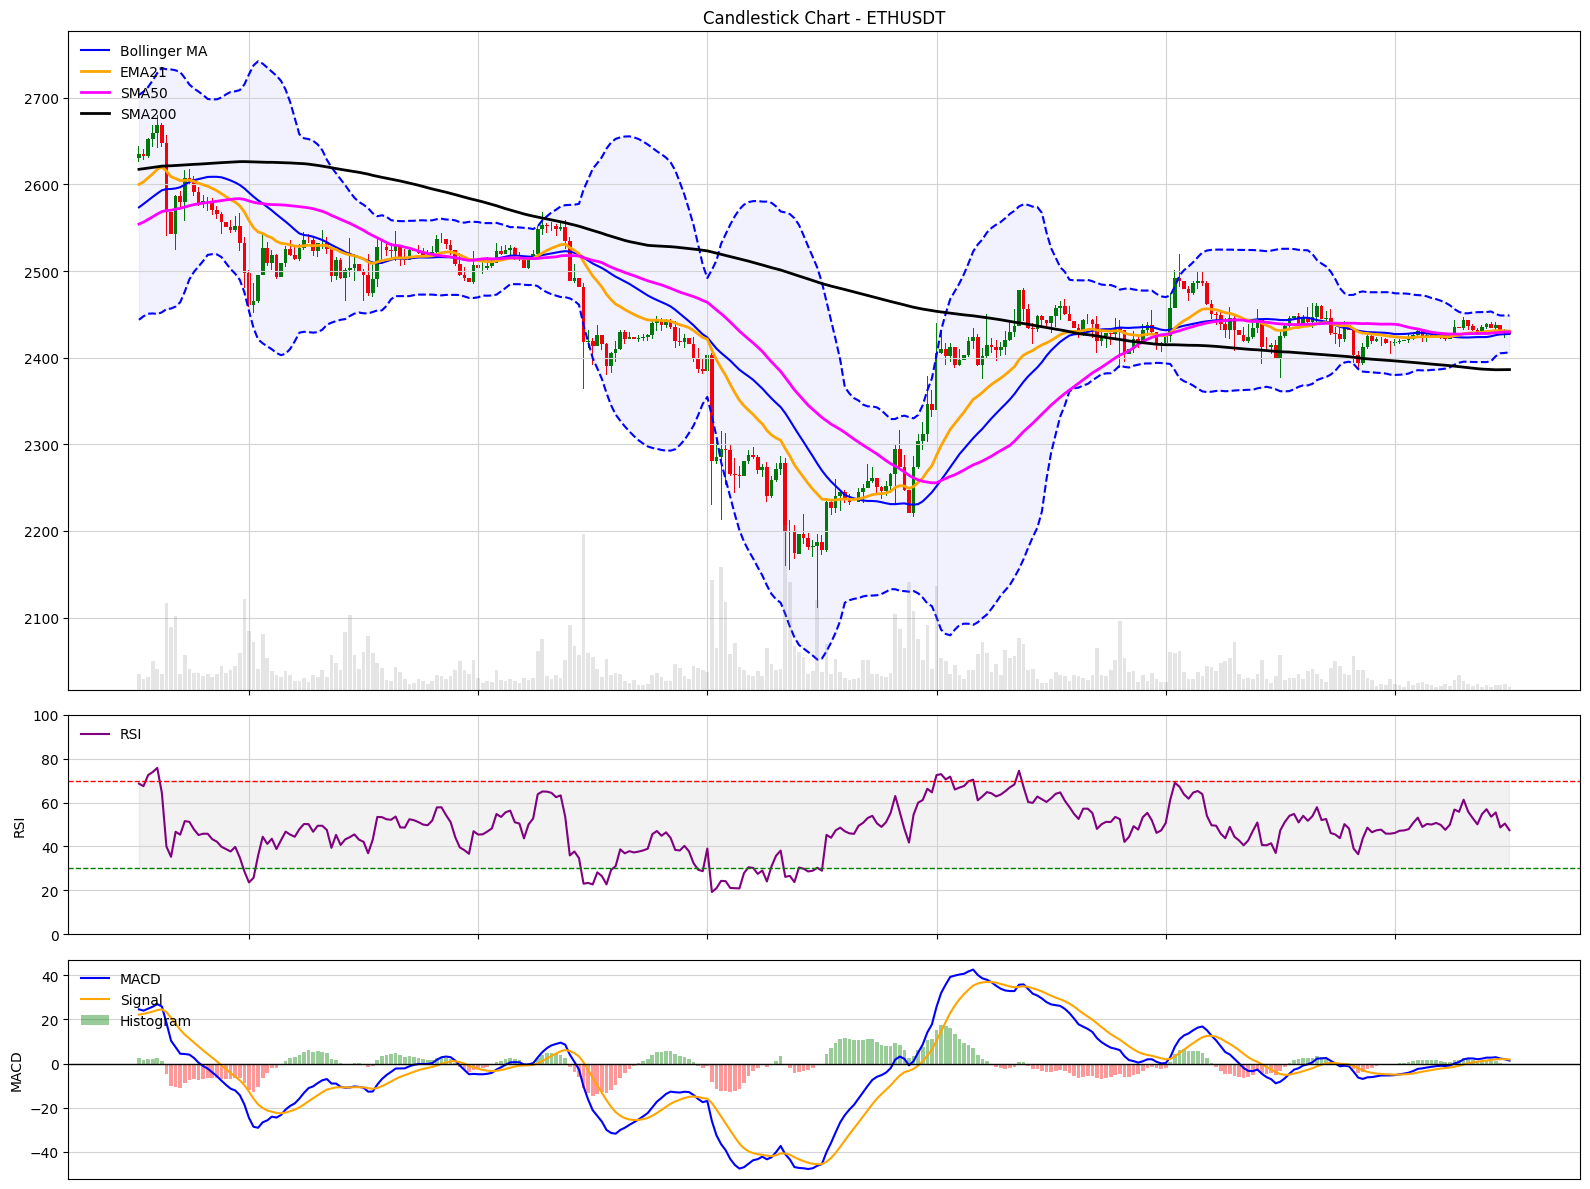 Candlestick Chart - ETHUSDT
Bollinger MA
EMA21
SMA50
SMA200
2700
2600
2500
2400
2300
2200
2100
RSI
100
80
60
40
20
0
RSI
MACD
Signal
Histogram
40
20
0
−20
−40
MACD